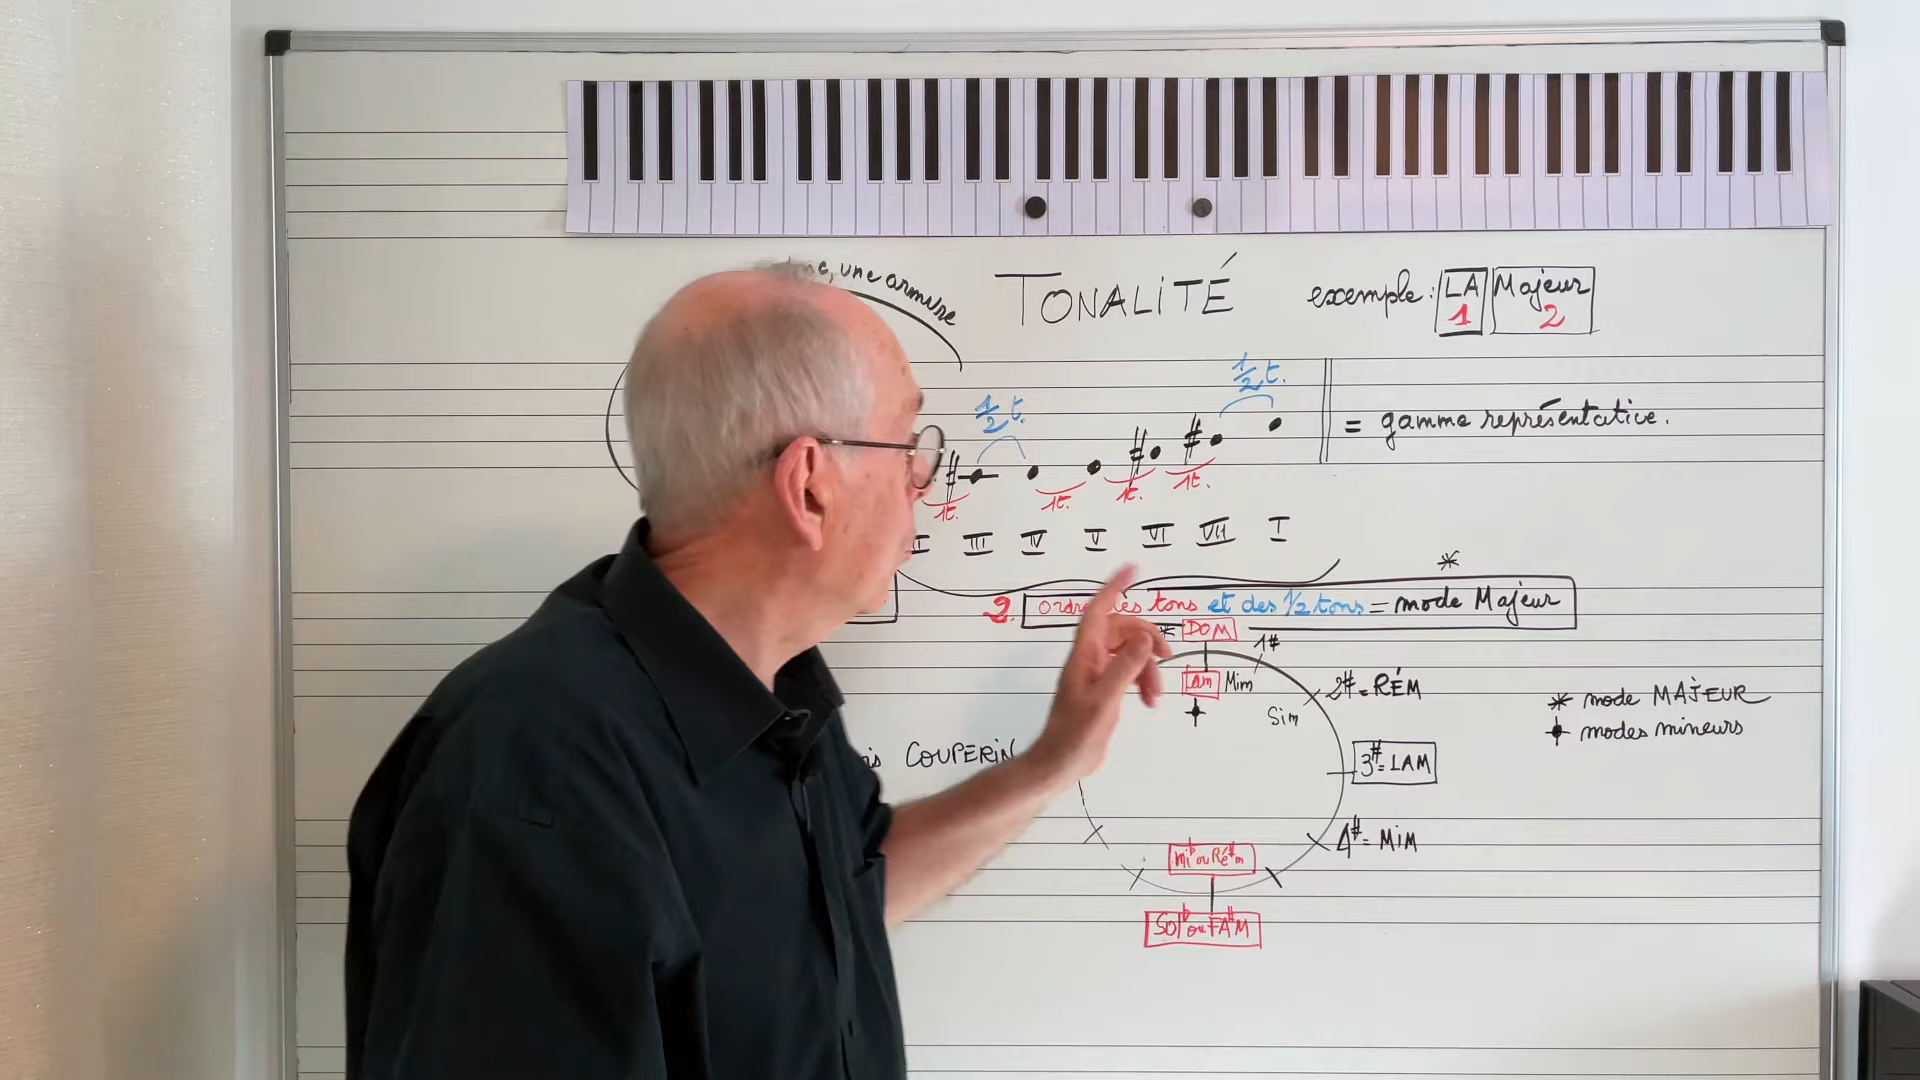 une armure
TONALITÉ
exemple: LA Majeur
1 2
1/2 t. 1/2 t.
= gamme représentative.
1t. 1t. 1t. 1t.
III IV V VI VII I
*
2. ordre des tons et des 1/2 tons = mode Majeur
* DOM 1#
Lam Mim 2# = RÉM
Sim
* mode MAJEUR
modes mineurs
COUPERIN
3# = LAM
4# = MiM
Mi♭ ou Ré#m
SOL♭ ou FA#M